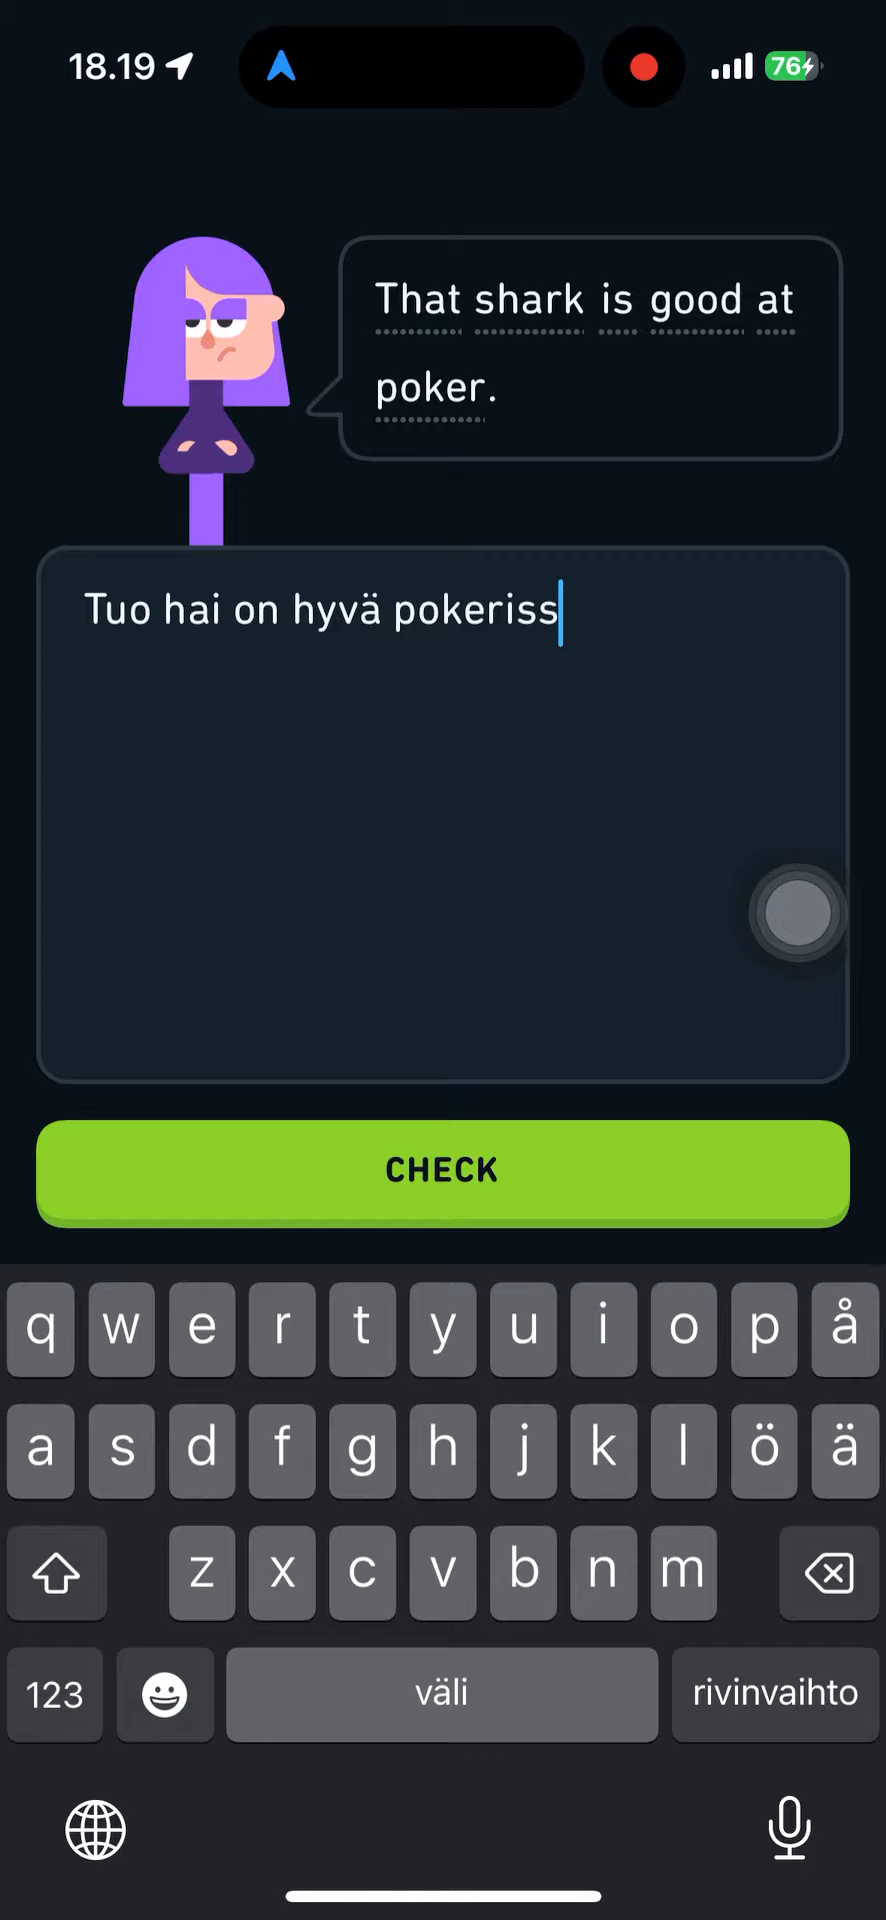 18.19
76
That shark is good at
poker.
Tuo hai on hyvä pokeriss
CHECK
q w e r t y u i o p å
a s d f g h j k l ö ä
z x c v b n m
123 väli rivinvaihto